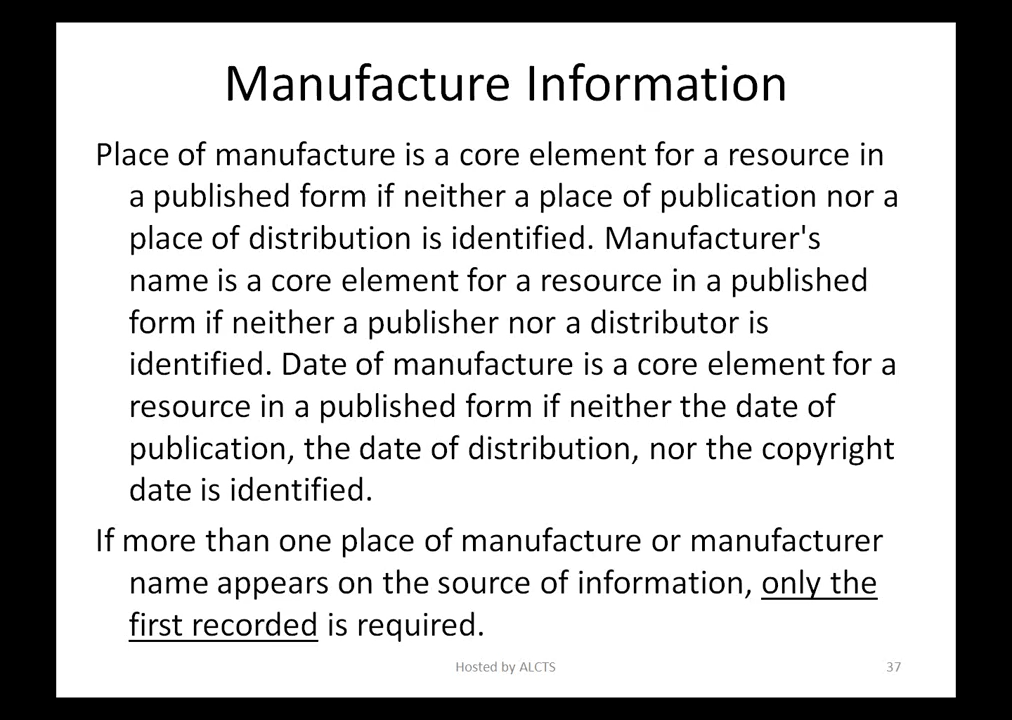 Manufacture Information
Place of manufacture is a core element for a resource in
a published form if neither a place of publication nor a
place of distribution is identified. Manufacturer's
name is a core element for a resource in a published
form if neither a publisher nor a distributor is
identified. Date of manufacture is a core element for a
resource in a published form if neither the date of
publication, the date of distribution, nor the copyright
date is identified.
If more than one place of manufacture or manufacturer
name appears on the source of information, only the
first recorded is required.
Hosted by ALCTS 37